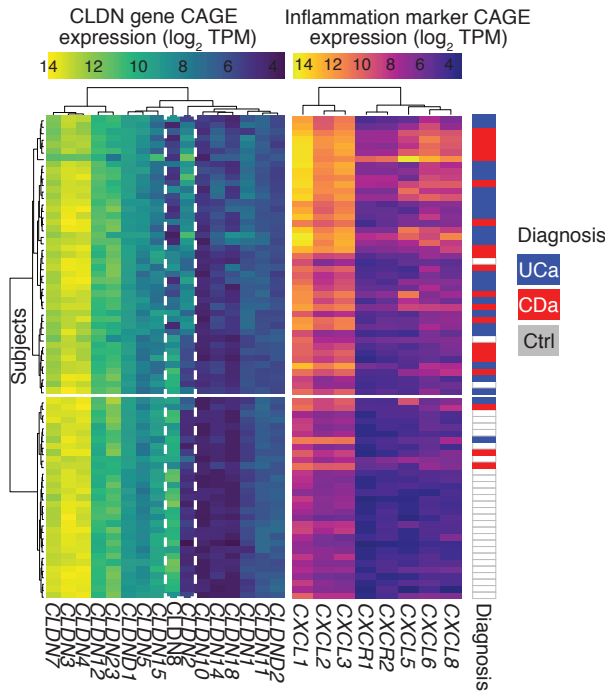 CLDN gene CAGE
expression (log₂ TPM)
14 12 10 8 6 4
Inflammation marker CAGE
expression (log₂ TPM)
14 12 10 8 6 4
Subjects
Diagnosis
UCa
CDa
Ctrl
CLDN7
CLDN3
CLDN4
CLDN12
CLDN23
CLDND1
CLDN5
CLDN15
CLDN8
CLDN2
CLDN10
CLDN14
CLDN18
CLDN1
CLDN11
CLDND2
CXCL1
CXCL2
CXCL3
CXCR1
CXCR2
CXCL5
CXCL6
CXCL8
Diagnosis